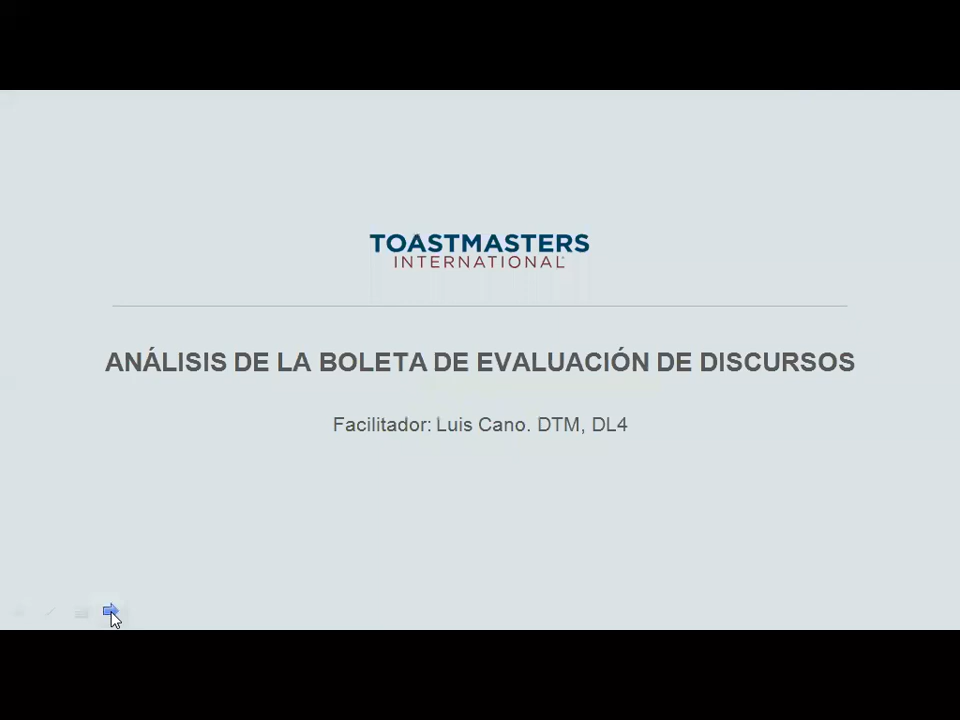 TOASTMASTERS
INTERNATIONAL
ANÁLISIS DE LA BOLETA DE EVALUACIÓN DE DISCURSOS
Facilitador: Luis Cano. DTM, DL4